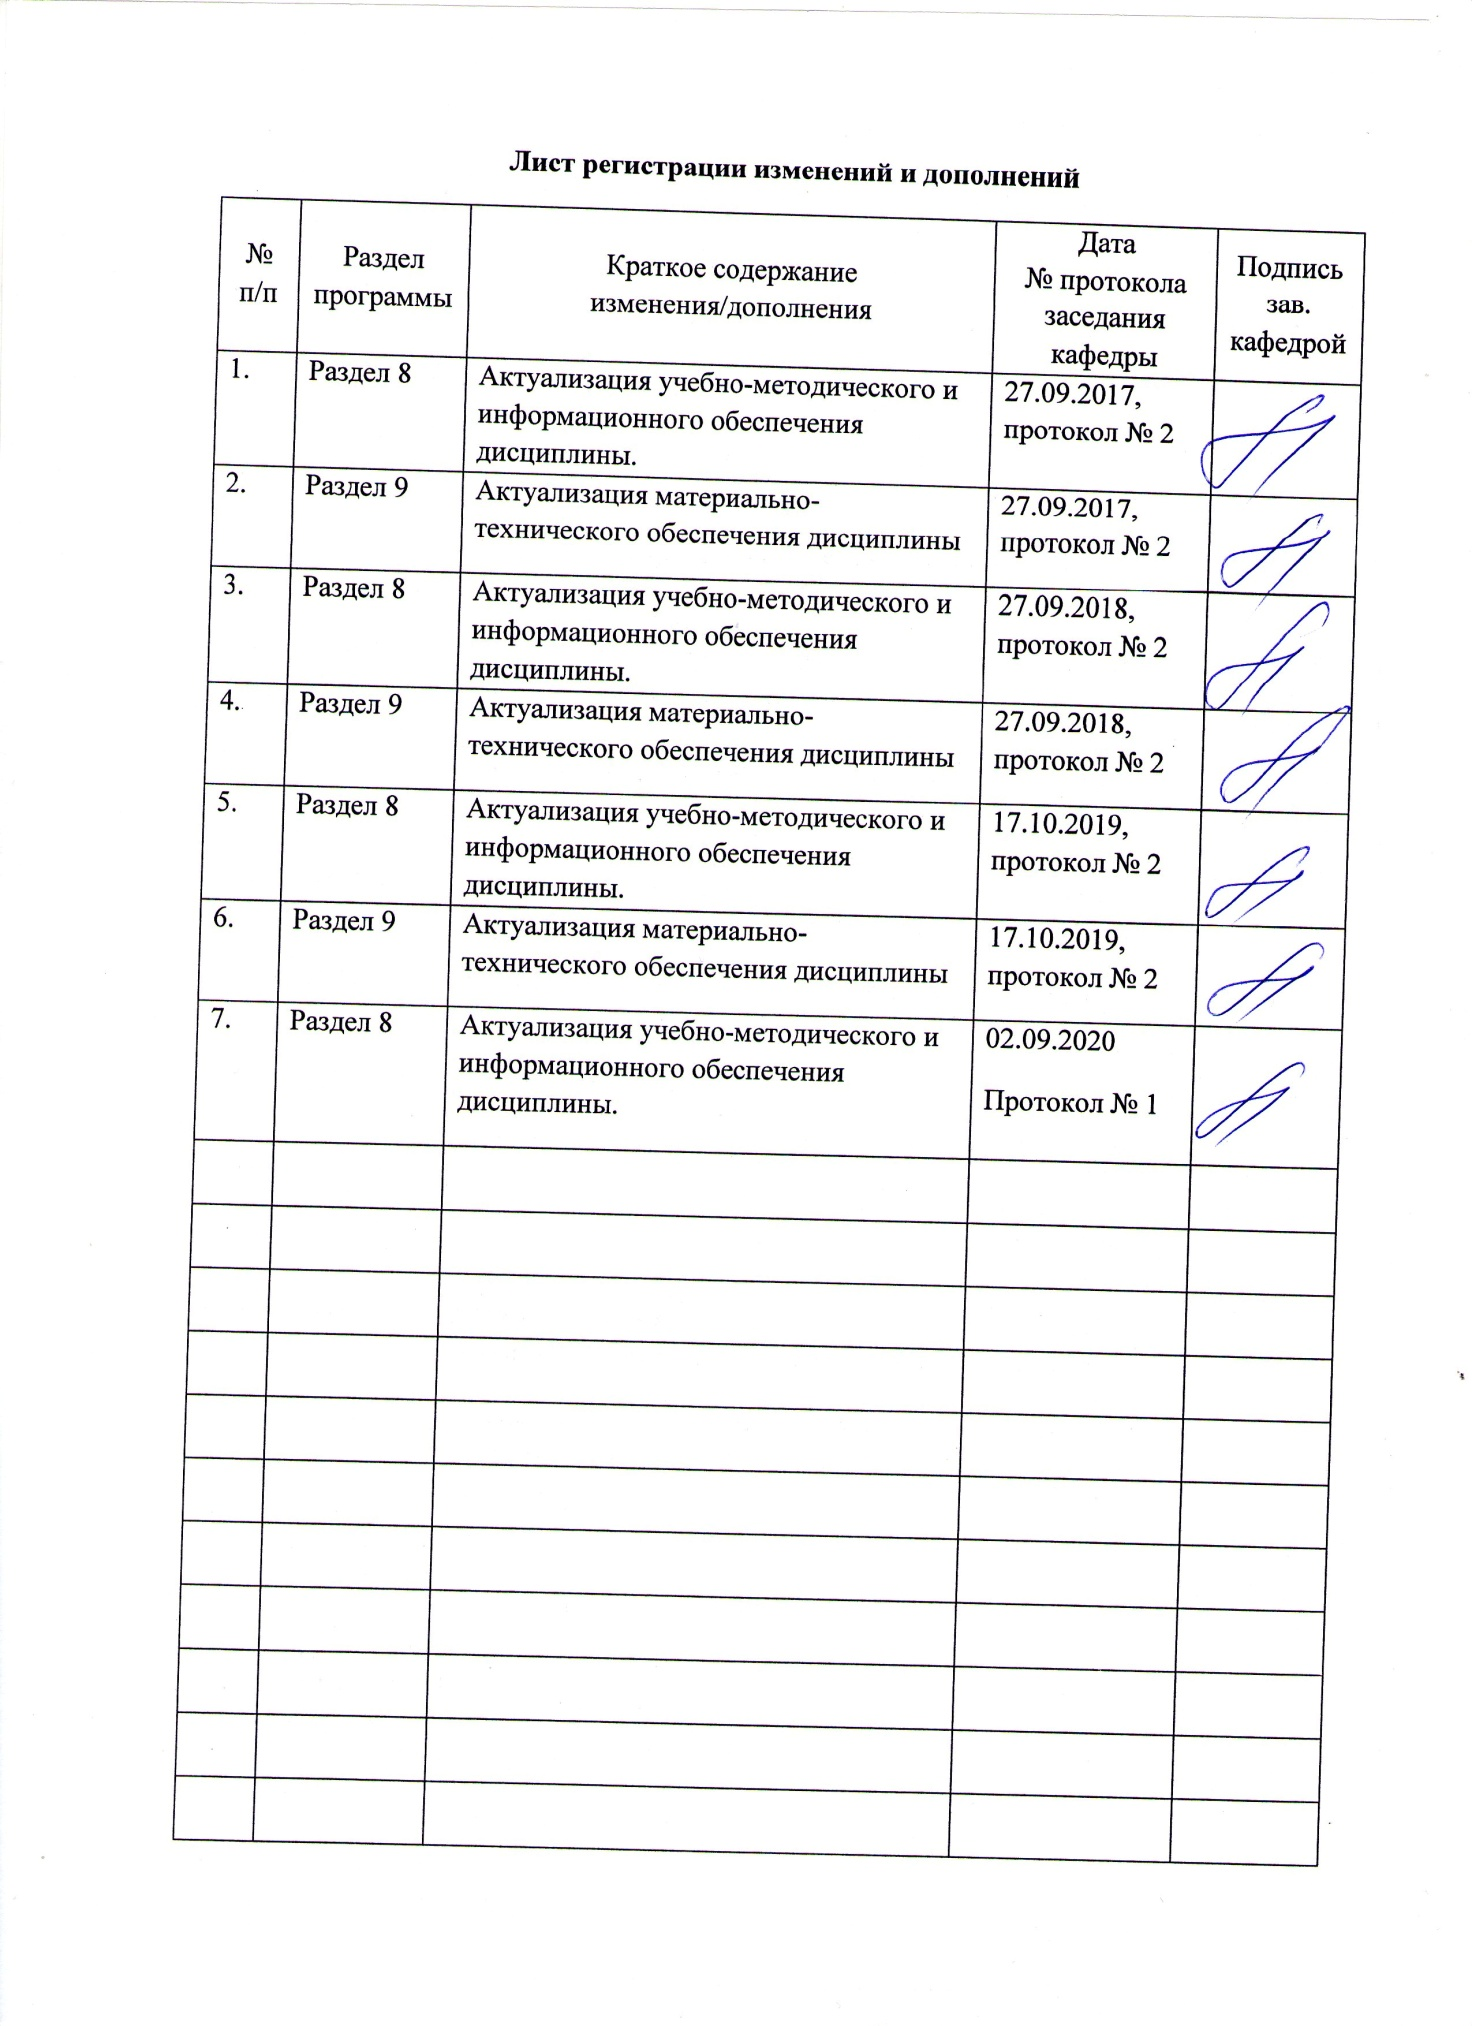 Лист регистрации изменений и дополнений
№
п/п
Раздел
программы
Краткое содержание
изменения/дополнения
Дата
№ протокола
заседания
кафедры
Подпись
зав.
кафедрой
1.
Раздел 8
Актуализация учебно-методического и
информационного обеспечения
дисциплины.
27.09.2017,
протокол № 2
2.
Раздел 9
Актуализация материально-
технического обеспечения дисциплины
27.09.2017,
протокол № 2
3.
Раздел 8
Актуализация учебно-методического и
информационного обеспечения
дисциплины.
27.09.2018,
протокол № 2
4.
Раздел 9
Актуализация материально-
технического обеспечения дисциплины
27.09.2018,
протокол № 2
5.
Раздел 8
Актуализация учебно-методического и
информационного обеспечения
дисциплины.
17.10.2019,
протокол № 2
6.
Раздел 9
Актуализация материально-
технического обеспечения дисциплины
17.10.2019,
протокол № 2
7.
Раздел 8
Актуализация учебно-методического и
информационного обеспечения
дисциплины.
02.09.2020
Протокол № 1